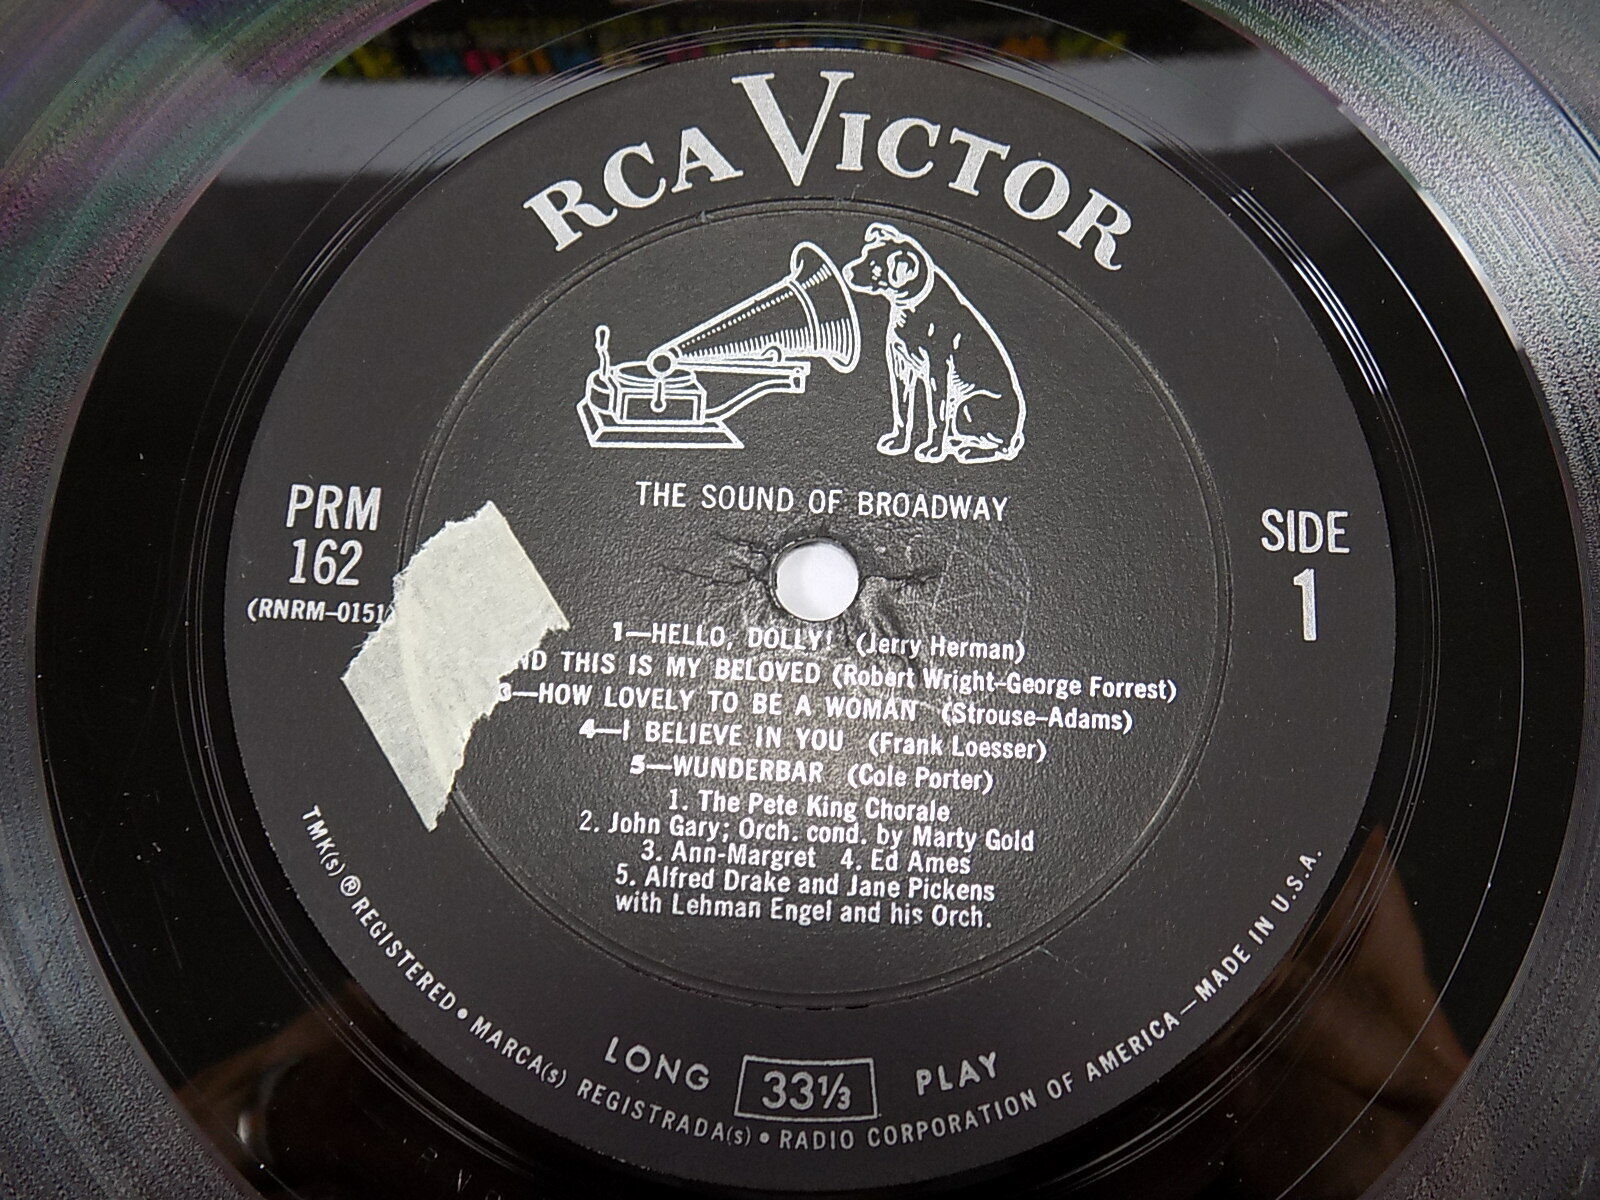 RCA VICTOR
THE SOUND OF BROADWAY
PRM
162
(RNRM-0151
SIDE
1
1—HELLO, DOLLY! (Jerry Herman)
THIS IS MY BELOVED (Robert Wright-George Forrest)
3—HOW LOVELY TO BE A WOMAN (Strouse-Adams)
4—I BELIEVE IN YOU (Frank Loesser)
5—WUNDERBAR (Cole Porter)
1. The Pete King Chorale
2. John Gary; Orch. cond. by Marty Gold
3. Ann-Margret 4. Ed Ames
5. Alfred Drake and Jane Pickens
with Lehman Engel and his Orch.
LONG 33⅓ PLAY
TMK(s) ® REGISTERED • MARCA(s) REGISTRADA(s) • RADIO CORPORATION OF AMERICA—MADE IN U.S.A.